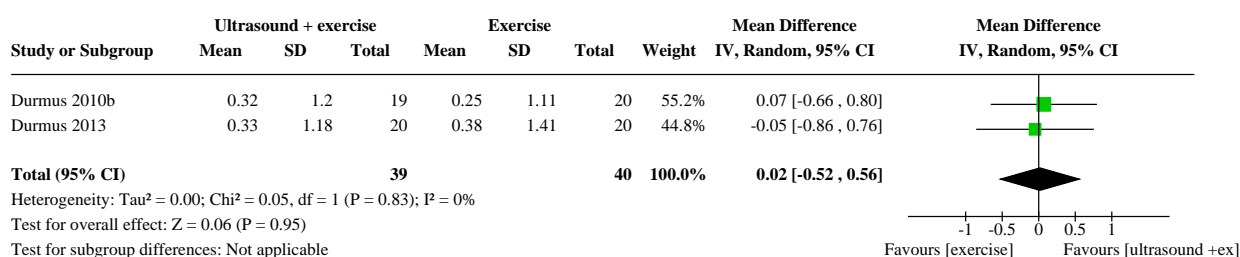 Ultrasound + exercise Exercise Mean Difference Mean Difference
Study or Subgroup Mean SD Total Mean SD Total Weight IV, Random, 95% CI IV, Random, 95% CI
Durmus 2010b 0.32 1.2 19 0.25 1.11 20 55.2% 0.07 [-0.66 , 0.80]
Durmus 2013 0.33 1.18 20 0.38 1.41 20 44.8% -0.05 [-0.86 , 0.76]
Total (95% CI) 39 40 100.0% 0.02 [-0.52 , 0.56]
Heterogeneity: Tau² = 0.00; Chi² = 0.05, df = 1 (P = 0.83); I² = 0%
Test for overall effect: Z = 0.06 (P = 0.95)
-1 -0.5 0 0.5 1
Test for subgroup differences: Not applicable Favours [exercise] Favours [ultrasound +ex]